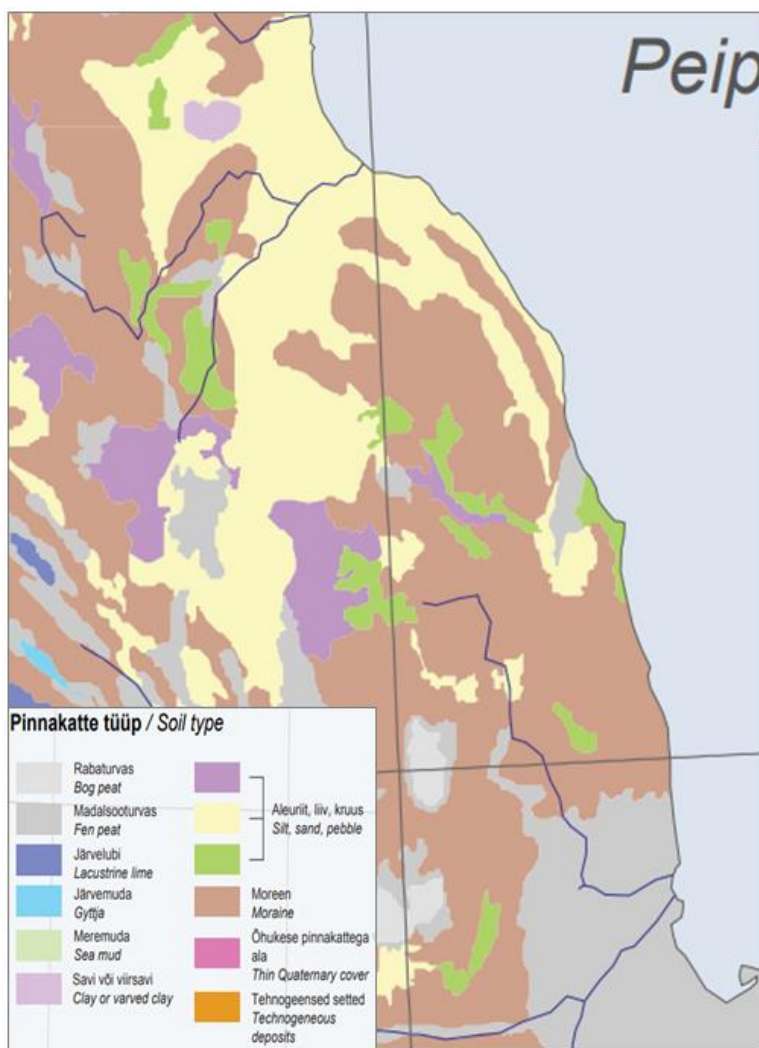 Peip
Pinnakatte tüüp / Soil type
Rabaturvas
Bog peat
Madalsooturvas
Fen peat
Järvelubi
Lacustrine lime
Järvemuda
Gyttja
Meremuda
Sea mud
Savi või viirsavi
Clay or varved clay
Aleuriit, liiv, kruus
Silt, sand, pebble
Moreen
Moraine
Õhukese pinnakattega
ala
Thin Quaternary cover
Tehnogeensed setted
Technogeneous
deposits